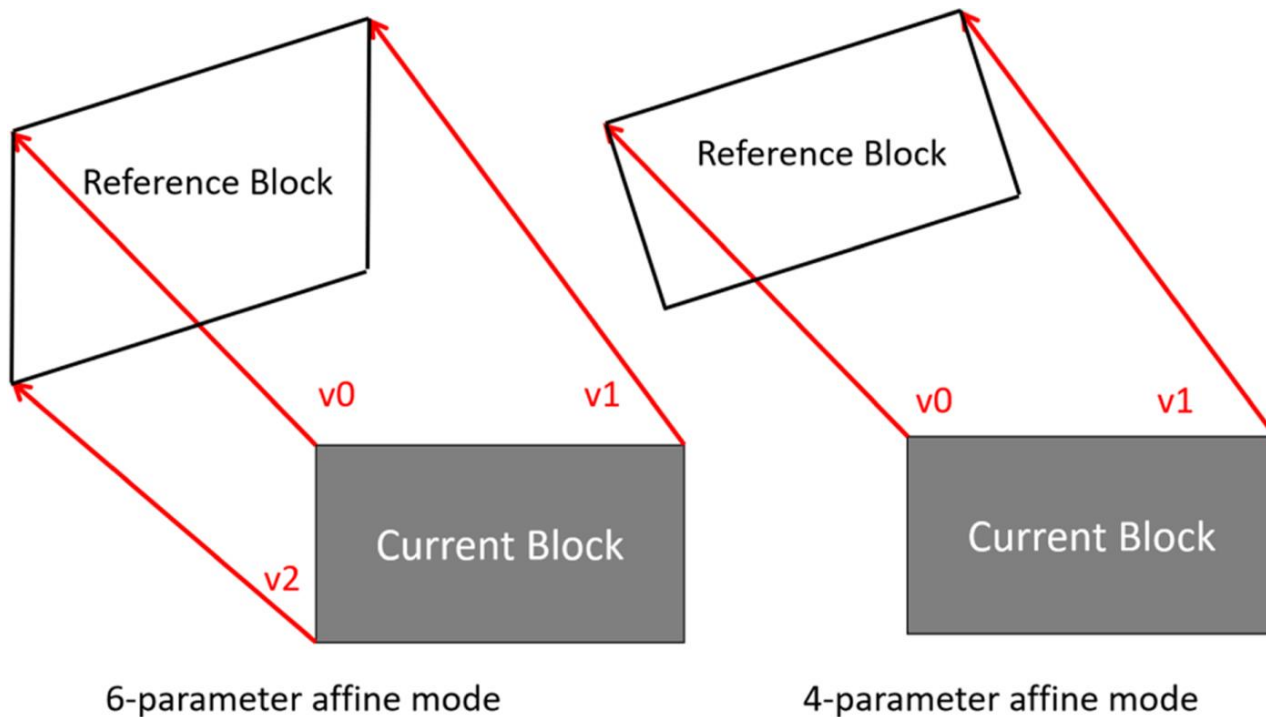 Reference Block
v0
v1
v2
Current Block
6-parameter affine mode
Reference Block
v0
v1
Current Block
4-parameter affine mode